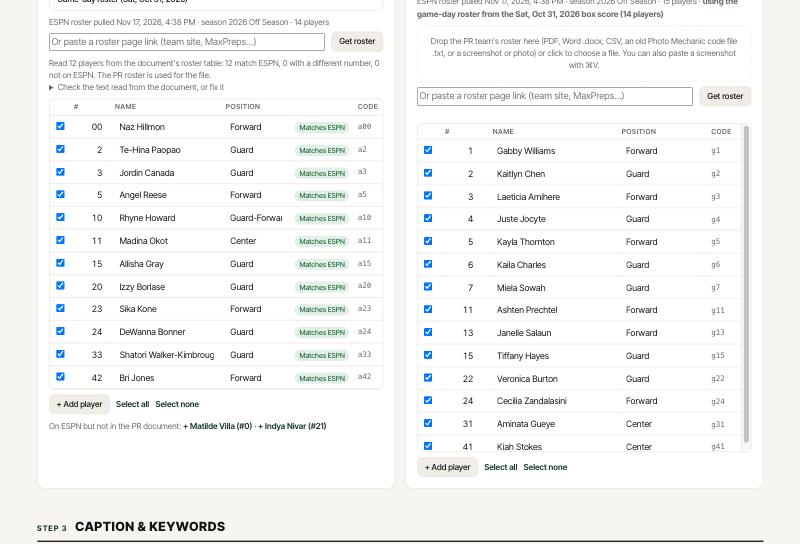 ESPN roster pulled Nov 17, 2026, 4:38 PM · season 2026 Off Season · 14 players
Or paste a roster page link (team site, MaxPreps...)
Get roster
Read 12 players from the document's roster table: 12 match ESPN, 0 with a different number, 0
not on ESPN. The PR roster is used for the file.
▶ Check the text read from the document, or fix it
# NAME POSITION CODE
00 Naz Hillmon Forward Matches ESPN a00
2 Te-Hina Paopao Guard Matches ESPN a2
3 Jordin Canada Guard Matches ESPN a3
5 Angel Reese Forward Matches ESPN a5
10 Rhyne Howard Guard-Forwar Matches ESPN a10
11 Madina Okot Center Matches ESPN a11
15 Allisha Gray Guard Matches ESPN a15
20 Izzy Borlase Guard Matches ESPN a20
23 Sika Kone Forward Matches ESPN a23
24 DeWanna Bonner Guard Matches ESPN a24
33 Shatori Walker-Kimbroug Guard Matches ESPN a33
42 Bri Jones Forward Matches ESPN a42
+ Add player Select all Select none
On ESPN but not in the PR document: + Matilde Villa (#0) · + Indya Nivar (#21)
game-day roster from the Sat, Oct 31, 2026 box score (14 players)
Drop the PR team's roster here (PDF, Word .docx, CSV, an old Photo Mechanic code file
.txt, or a screenshot or photo) or click to choose a file. You can also paste a screenshot
with ⌘V.
Or paste a roster page link (team site, MaxPreps...)
Get roster
# NAME POSITION CODE
1 Gabby Williams Forward g1
2 Kaitlyn Chen Guard g2
3 Laeticia Amihere Forward g3
4 Juste Jocyte Guard g4
5 Kayla Thornton Forward g5
6 Kaila Charles Guard g6
7 Miela Sowah Guard g7
11 Ashten Prechtel Forward g11
13 Janelle Salaun Forward g13
15 Tiffany Hayes Guard g15
22 Veronica Burton Guard g22
24 Cecilia Zandalasini Forward g24
31 Aminata Gueye Center g31
41 Kiah Stokes Center g41
+ Add player Select all Select none
STEP 3 CAPTION & KEYWORDS